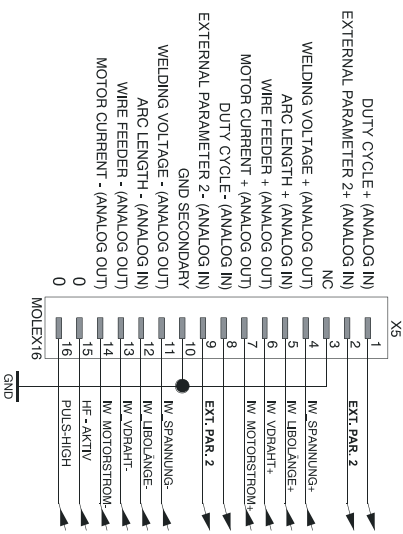 X5
DUTY CYCLE + (ANALOG IN) 1
EXTERNAL PARAMETER 2+ (ANALOG IN) 2 EXT. PAR. 2
NC 3
WELDING VOLTAGE + (ANALOG OUT) 4 IW_SPANNUNG+
ARC LENGTH + (ANALOG IN) 5 IW_LIBOLÄNGE+
WIRE FEEDER + (ANALOG OUT) 6 IW_VDRAHT+
MOTOR CURRENT + (ANALOG OUT) 7 IW_MOTORSTROM+
DUTY CYCLE - (ANALOG IN) 8
EXTERNAL PARAMETER 2- (ANALOG IN) 9 EXT. PAR. 2
GND SECONDARY 10
WELDING VOLTAGE - (ANALOG OUT) 11 IW_SPANNUNG-
ARC LENGTH - (ANALOG IN) 12 IW_LIBOLÄNGE-
WIRE FEEDER - (ANALOG OUT) 13 IW_VDRAHT-
MOTOR CURRENT - (ANALOG OUT) 14 IW_MOTORSTROM-
0 15 HF - AKTIV
0 16 PULS-HIGH
MOLEX16
GND